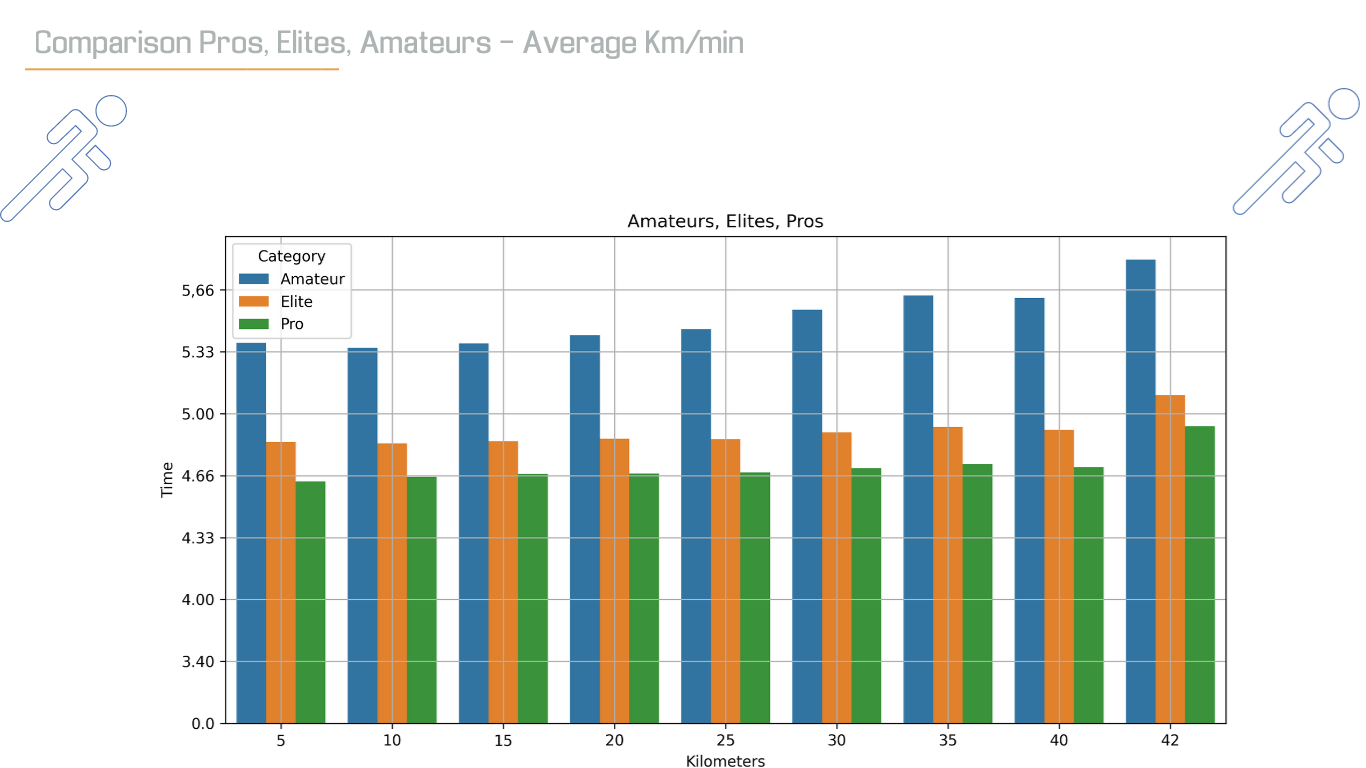 Comparison Pros, Elites, Amateurs - Average Km/min
Amateurs, Elites, Pros
Category
Amateur
Elite
Pro
5,66
5.33
5.00
4.66
4.33
4.00
3.40
0.0
Time
5 10 15 20 25 30 35 40 42
Kilometers